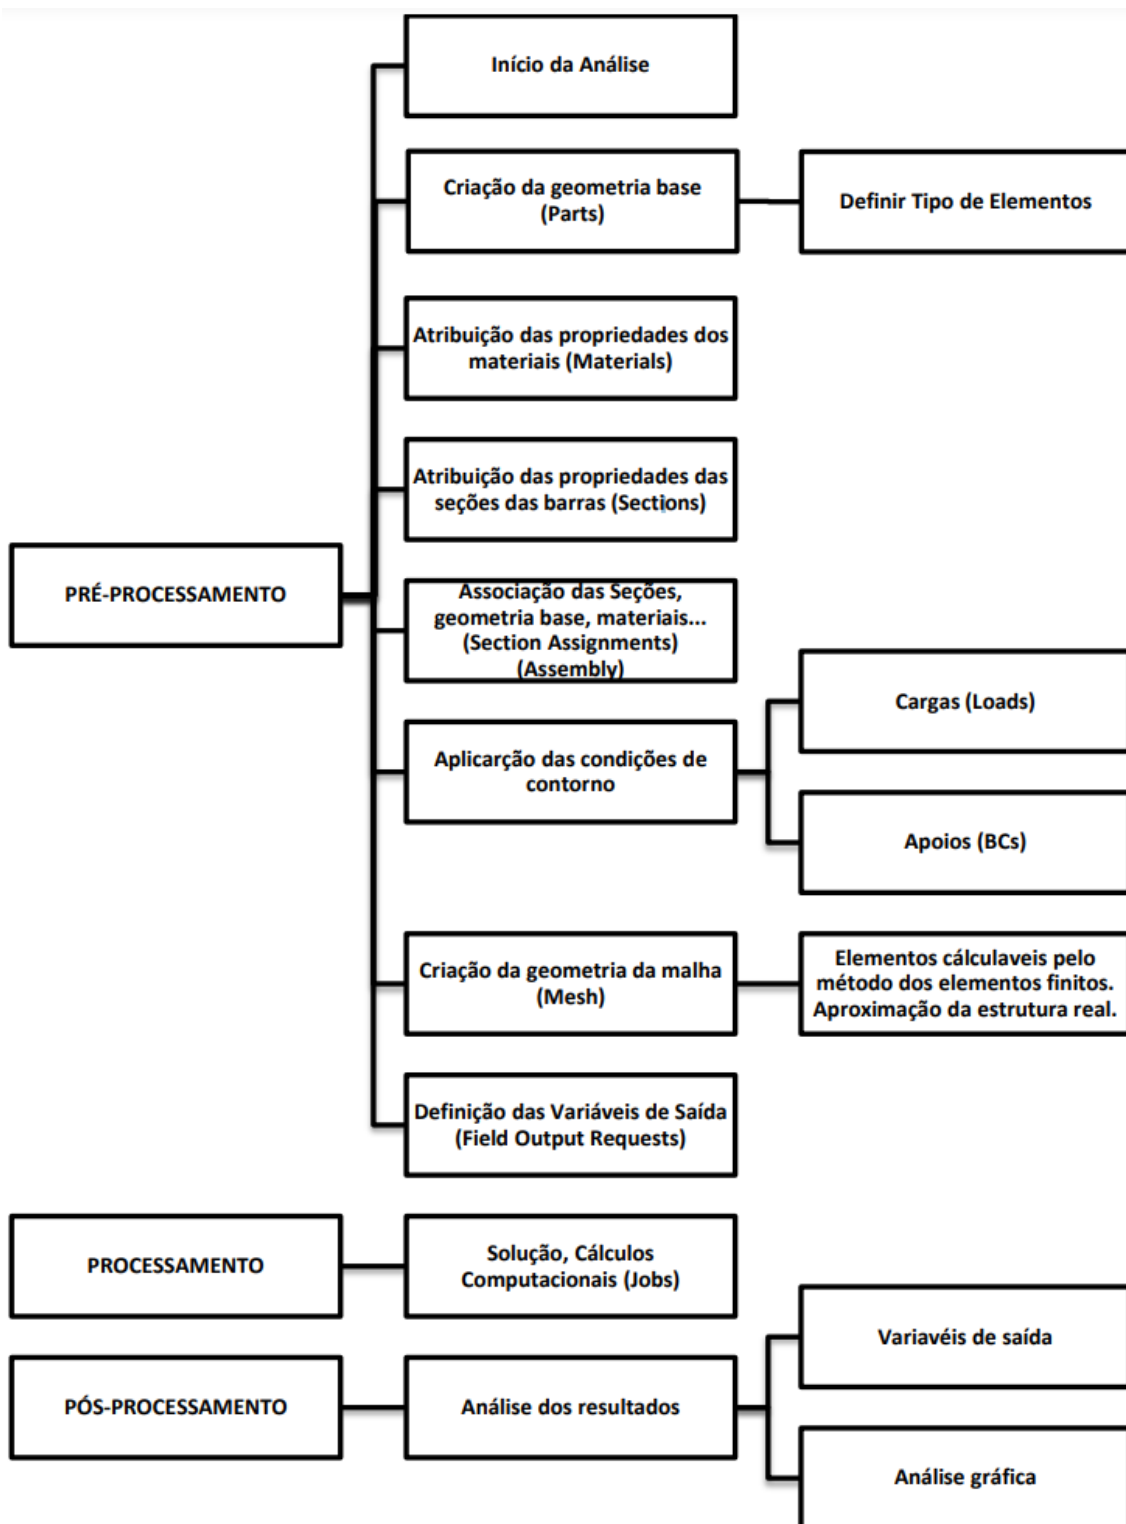 Início da Análise
Criação da geometria base
(Parts)
Definir Tipo de Elementos
Atribuição das propriedades dos
materiais (Materials)
Atribuição das propriedades das
seções das barras (Sections)
PRÉ-PROCESSAMENTO
Associação das Seções,
geometria base, materiais...
(Section Assignments)
(Assembly)
Aplicarção das condições de
contorno
Cargas (Loads)
Apoios (BCs)
Criação da geometria da malha
(Mesh)
Elementos cálculaveis pelo
método dos elementos finitos.
Aproximação da estrutura real.
Definição das Variáveis de Saída
(Field Output Requests)
PROCESSAMENTO
Solução, Cálculos
Computacionais (Jobs)
PÓS-PROCESSAMENTO
Análise dos resultados
Variavéis de saída
Análise gráfica